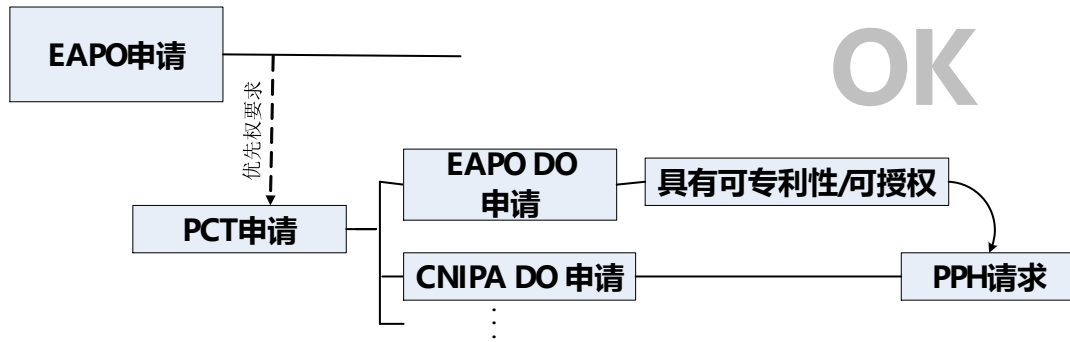 EAPO申请
OK
优先权要求
EAPO DO
申请
具有可专利性/可授权
PCT申请
CNIPA DO 申请
PPH请求